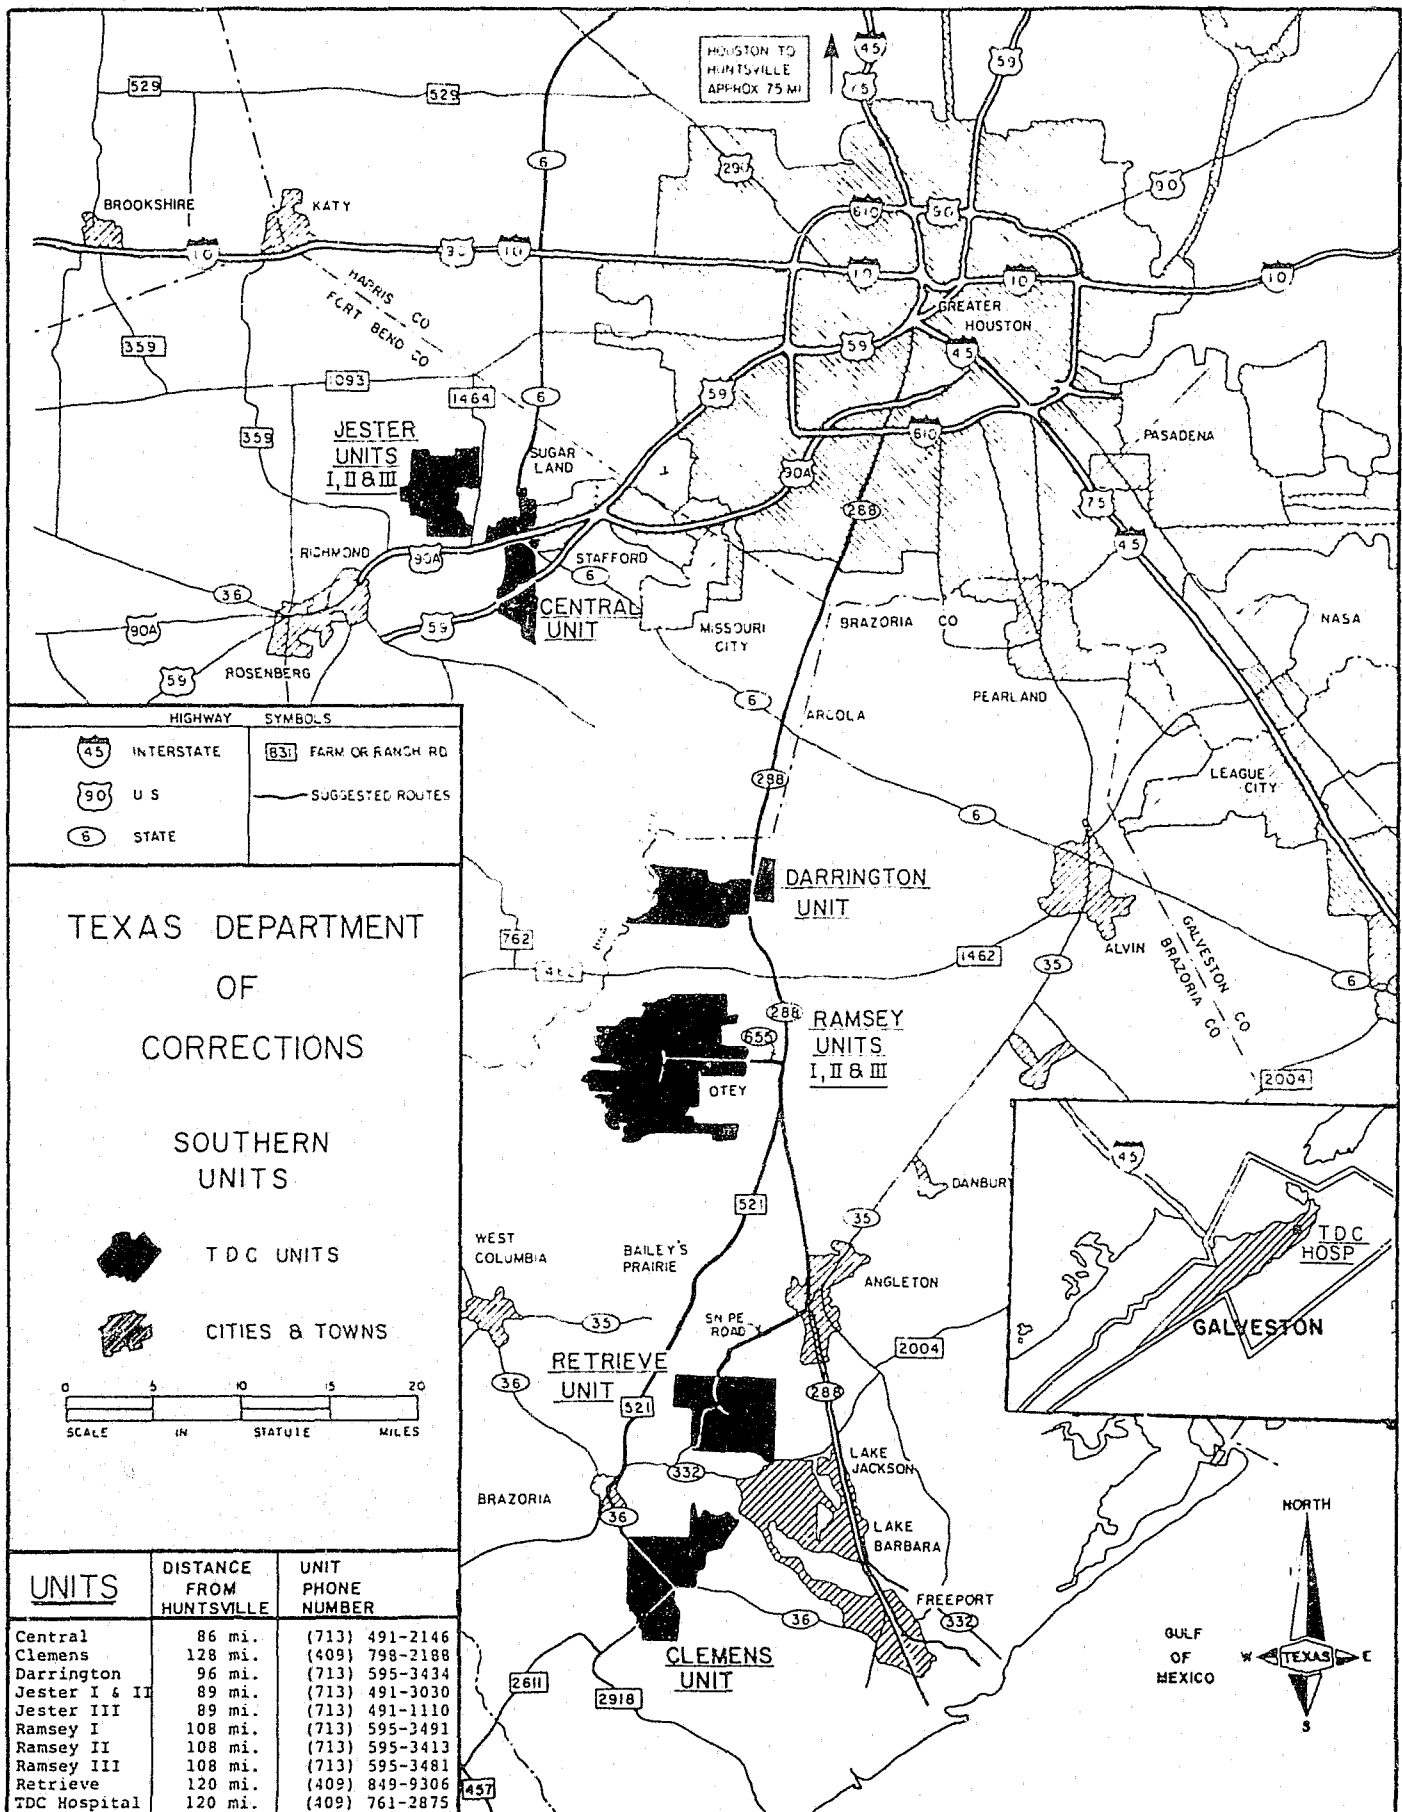 HOUSTON TO
HUNTSVILLE
APPROX 75 MI
45
75
59
529
529
6
290
90
BROOKSHIRE
KATY
610
90
10
90
10
10
10
10
HARRIS CO
FORT BEND CO
GREATER
HOUSTON
359
59
45
1093
1464
6
59
359
JESTER
UNITS
I, II & III
SUGAR
LAND
610
PASADENA
90A
288
75
45
RICHMOND
90A
STAFFORD
6
36
CENTRAL
UNIT
90A
59
MISSOURI
CITY
BRAZORIA CO
NASA
59
ROSENBERG
6
ARCOLA
PEARLAND
288
LEAGUE
CITY
6
HIGHWAY SYMBOLS
45 INTERSTATE
831 FARM OR RANCH RD
90 U S
SUGGESTED ROUTES
6 STATE
TEXAS DEPARTMENT
OF
CORRECTIONS
SOUTHERN
UNITS
TDC UNITS
CITIES & TOWNS
0 5 10 15 20
SCALE IN STATUTE MILES
DARRINGTON
UNIT
762
1462
35
ALVIN
GALVESTON CO
BRAZORIA CO
6
288
655
RAMSEY
UNITS
I, II & III
OTEY
2004
45
DANBURY
521
35
WEST
COLUMBIA
BAILEY'S
PRAIRIE
ANGLETON
TDC
HOSP
GALVESTON
35
ROAD
2004
RETRIEVE
UNIT
36
521
288
332
LAKE
JACKSON
BRAZORIA
36
LAKE
BARBARA
NORTH
FREEPORT
36
332
CLEMENS
UNIT
GULF
OF
MEXICO
W TEXAS E
S
2611
2918
457
UNITS
DISTANCE
FROM
HUNTSVILLE
UNIT
PHONE
NUMBER
Central 86 mi. (713) 491-2146
Clemens 128 mi. (409) 798-2188
Darrington 96 mi. (713) 595-3434
Jester I & II 89 mi. (713) 491-3030
Jester III 89 mi. (713) 491-1110
Ramsey I 108 mi. (713) 595-3491
Ramsey II 108 mi. (713) 595-3413
Ramsey III 108 mi. (713) 595-3481
Retrieve 120 mi. (409) 849-9306
TDC Hospital 120 mi. (409) 761-2875